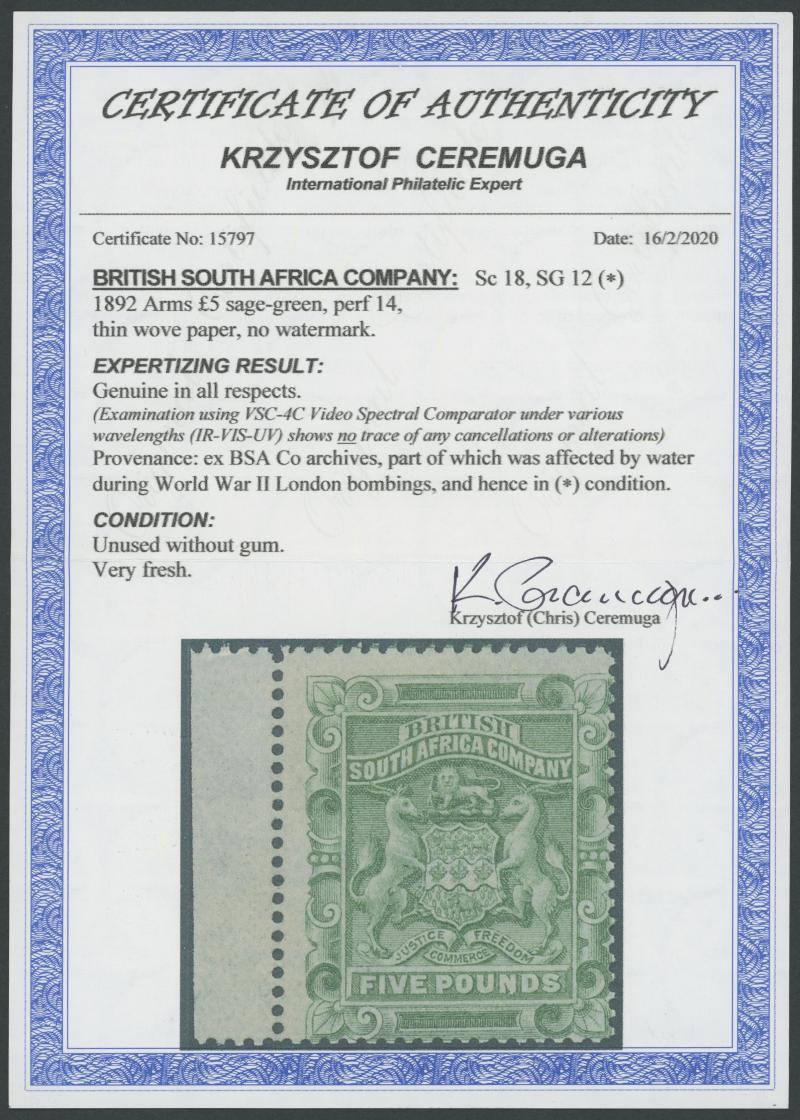 CERTIFICATE OF AUTHENTICITY
KRZYSZTOF CEREMUGA
International Philatelic Expert
Certificate No: 15797 Date: 16/2/2020
BRITISH SOUTH AFRICA COMPANY: Sc 18, SG 12 (*)
1892 Arms £5 sage-green, perf 14,
thin wove paper, no watermark.
EXPERTIZING RESULT:
Genuine in all respects.
(Examination using VSC-4C Video Spectral Comparator under various
wavelengths (IR-VIS-UV) shows no trace of any cancellations or alterations)
Provenance: ex BSA Co archives, part of which was affected by water
during World War II London bombings, and hence in (*) condition.
CONDITION:
Unused without gum.
Very fresh.
K. Ceremuga
Krzysztof (Chris) Ceremuga
BRITISH
SOUTH AFRICA COMPANY
JUSTICE FREEDOM
COMMERCE
FIVE POUNDS